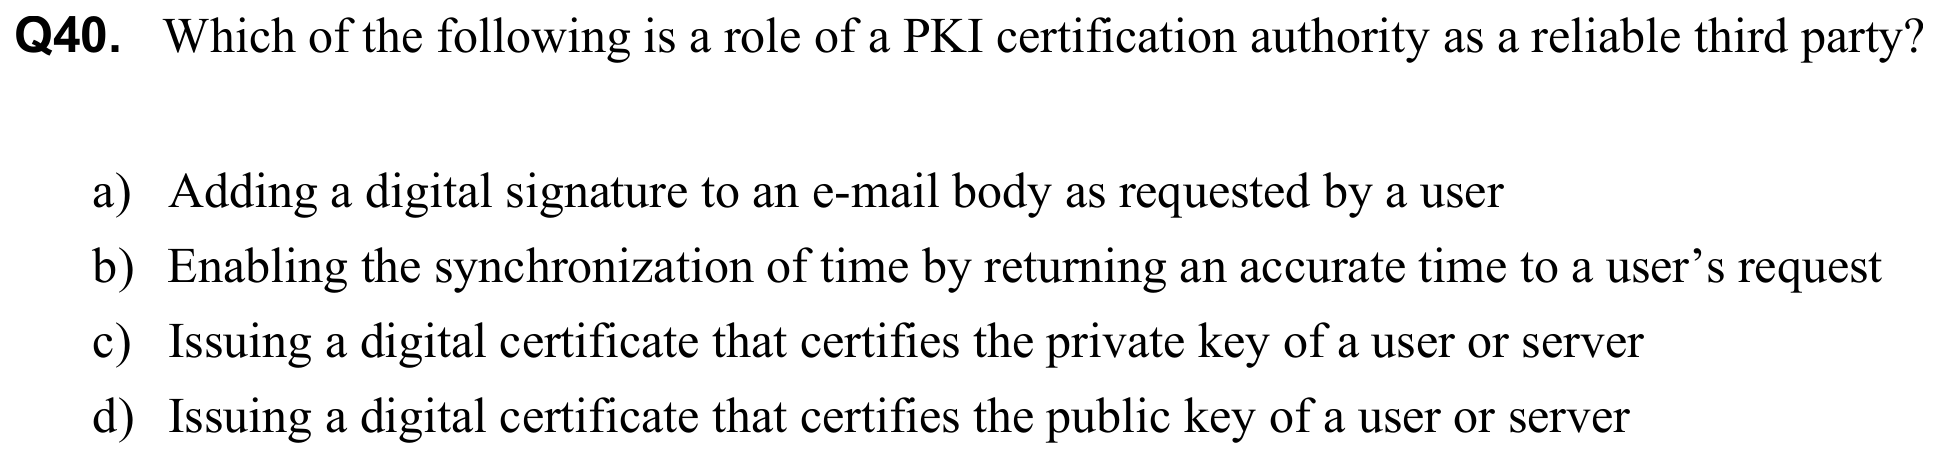 Q40. Which of the following is a role of a PKI certification authority as a reliable third party?
a) Adding a digital signature to an e-mail body as requested by a user
b) Enabling the synchronization of time by returning an accurate time to a user’s request
c) Issuing a digital certificate that certifies the private key of a user or server
d) Issuing a digital certificate that certifies the public key of a user or server